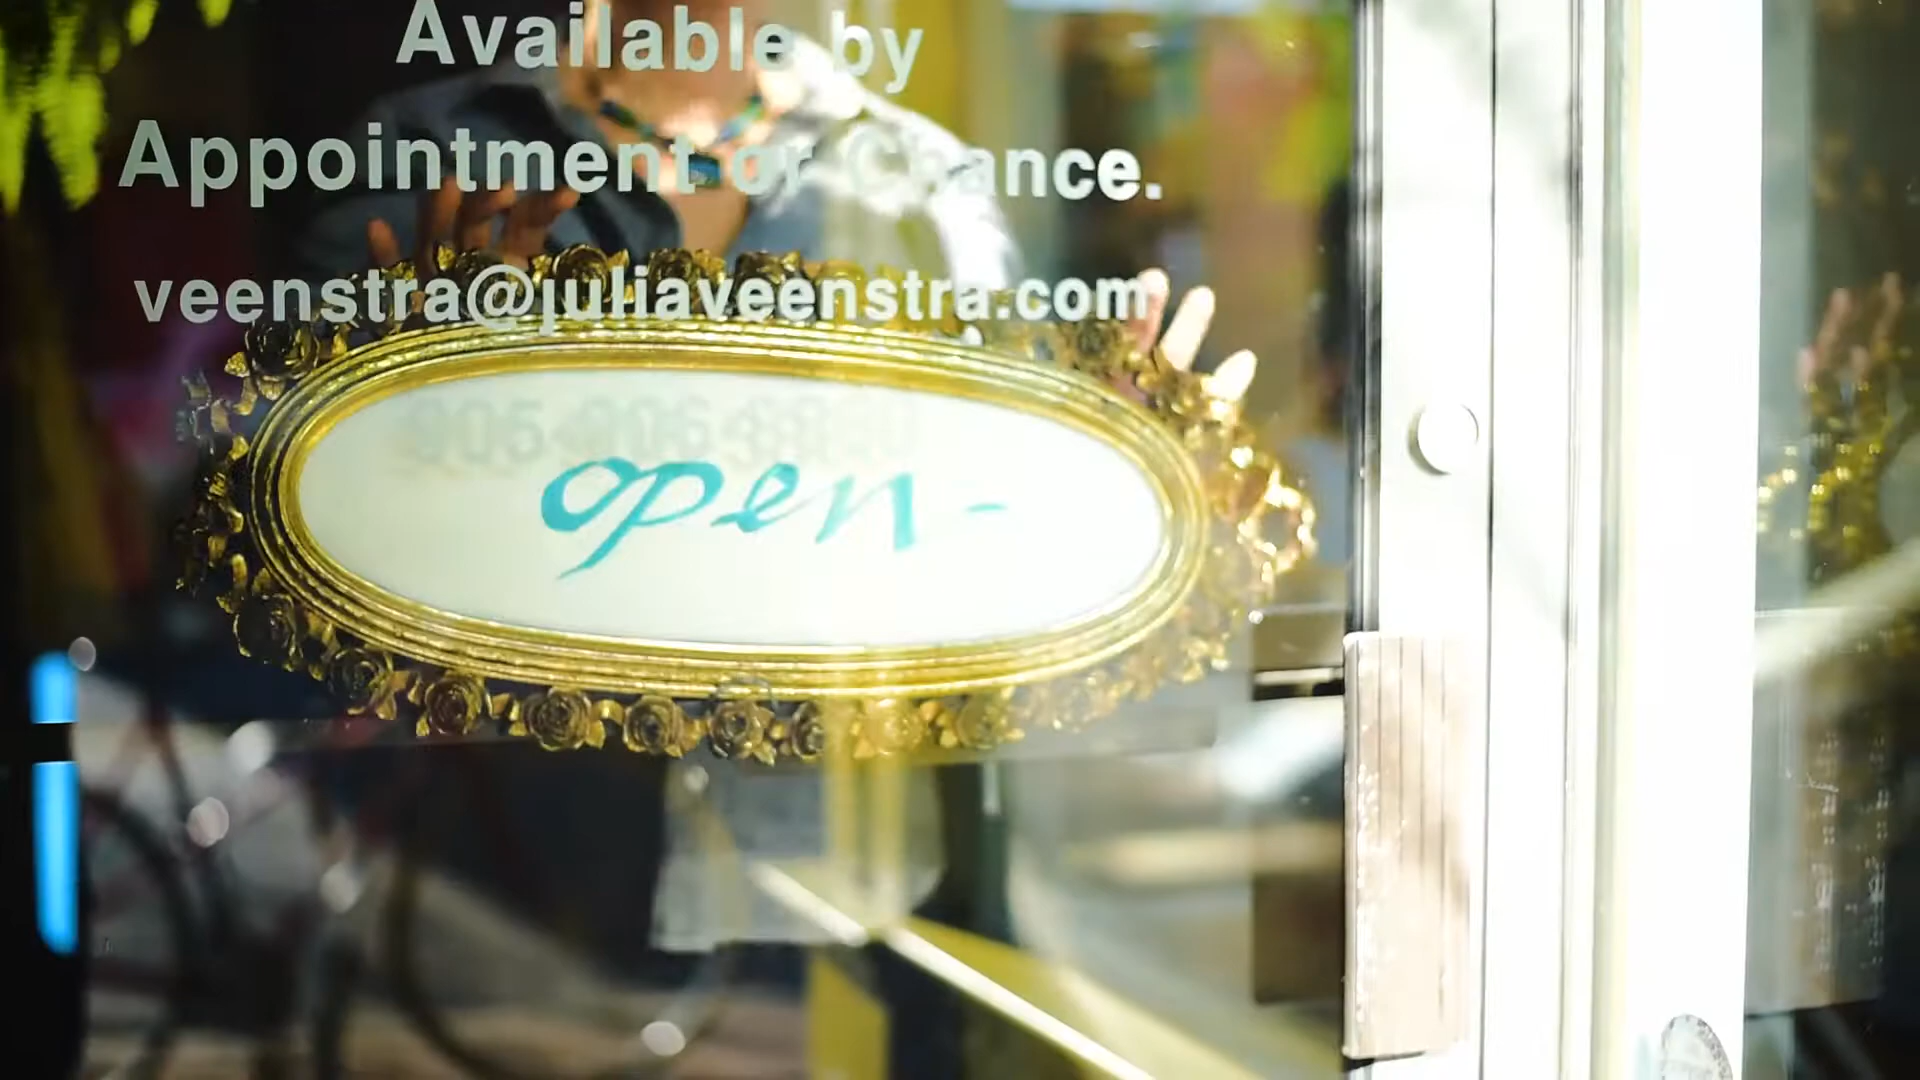 Available by
Appointment or Chance.
veenstra@juliaveenstra.com
open-